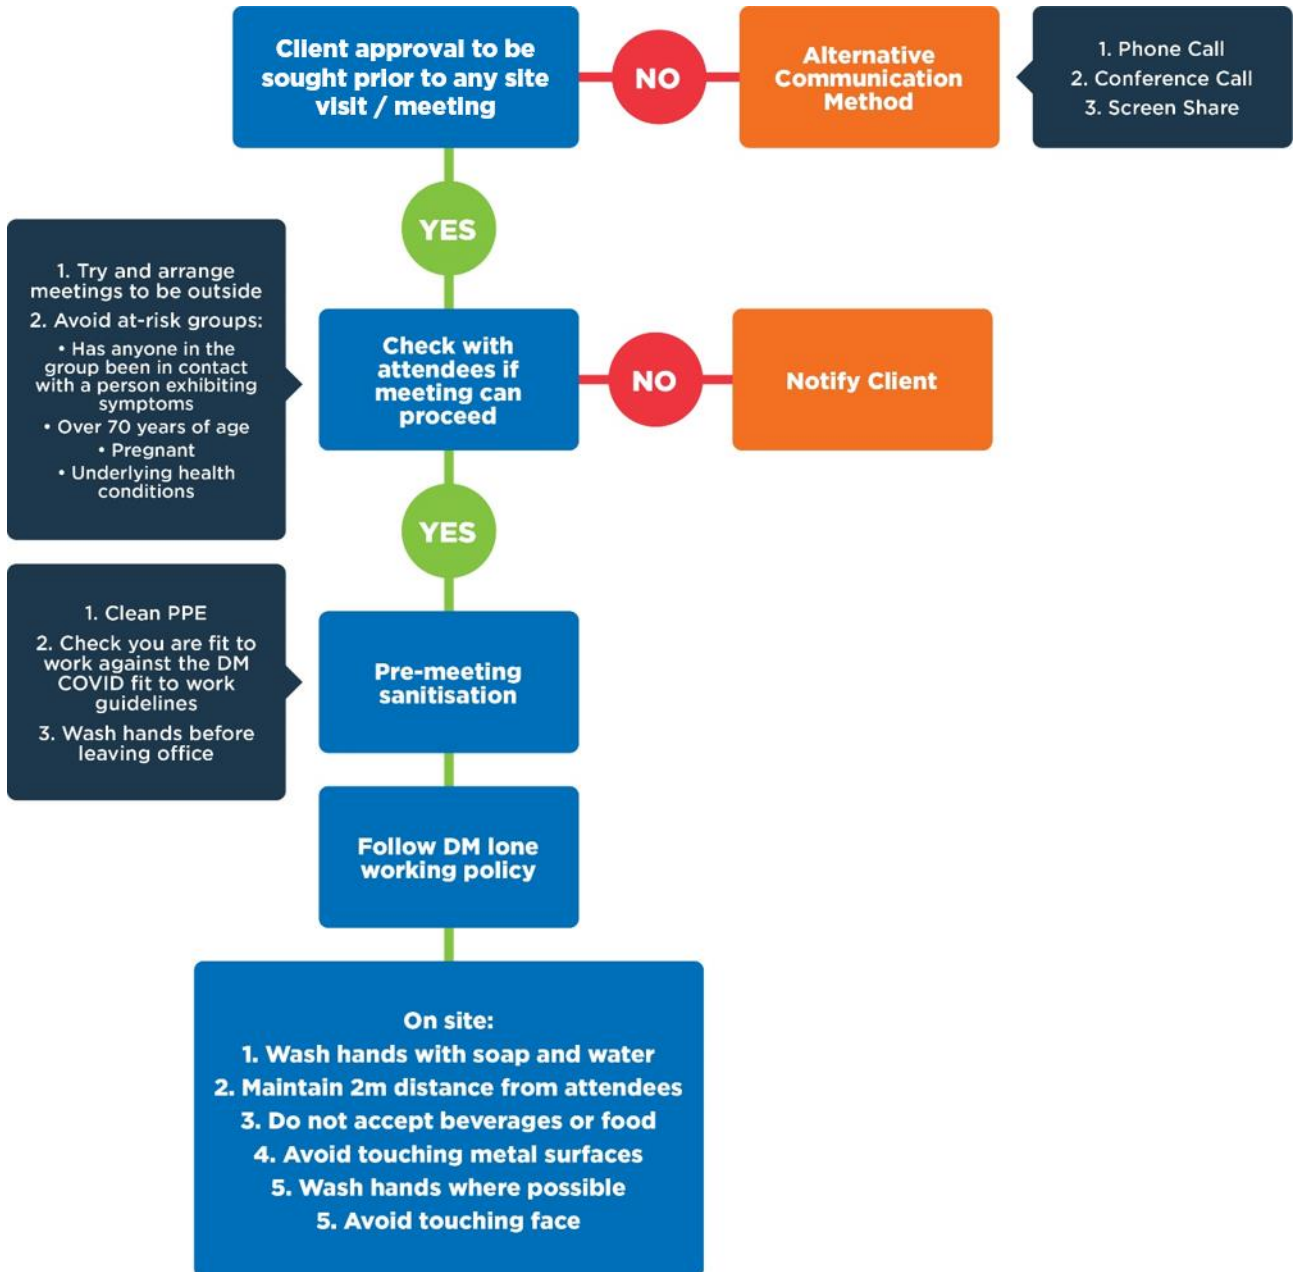 Client approval to be
sought prior to any site
visit / meeting
NO
Alternative
Communication
Method
1. Phone Call
2. Conference Call
3. Screen Share
YES
1. Try and arrange
meetings to be outside
2. Avoid at-risk groups:
• Has anyone in the
group been in contact
with a person exhibiting
symptoms
• Over 70 years of age
• Pregnant
• Underlying health
conditions
Check with
attendees if
meeting can
proceed
NO
Notify Client
YES
1. Clean PPE
2. Check you are fit to
work against the DM
COVID fit to work
guidelines
3. Wash hands before
leaving office
Pre-meeting
sanitisation
Follow DM lone
working policy
On site:
1. Wash hands with soap and water
2. Maintain 2m distance from attendees
3. Do not accept beverages or food
4. Avoid touching metal surfaces
5. Wash hands where possible
5. Avoid touching face